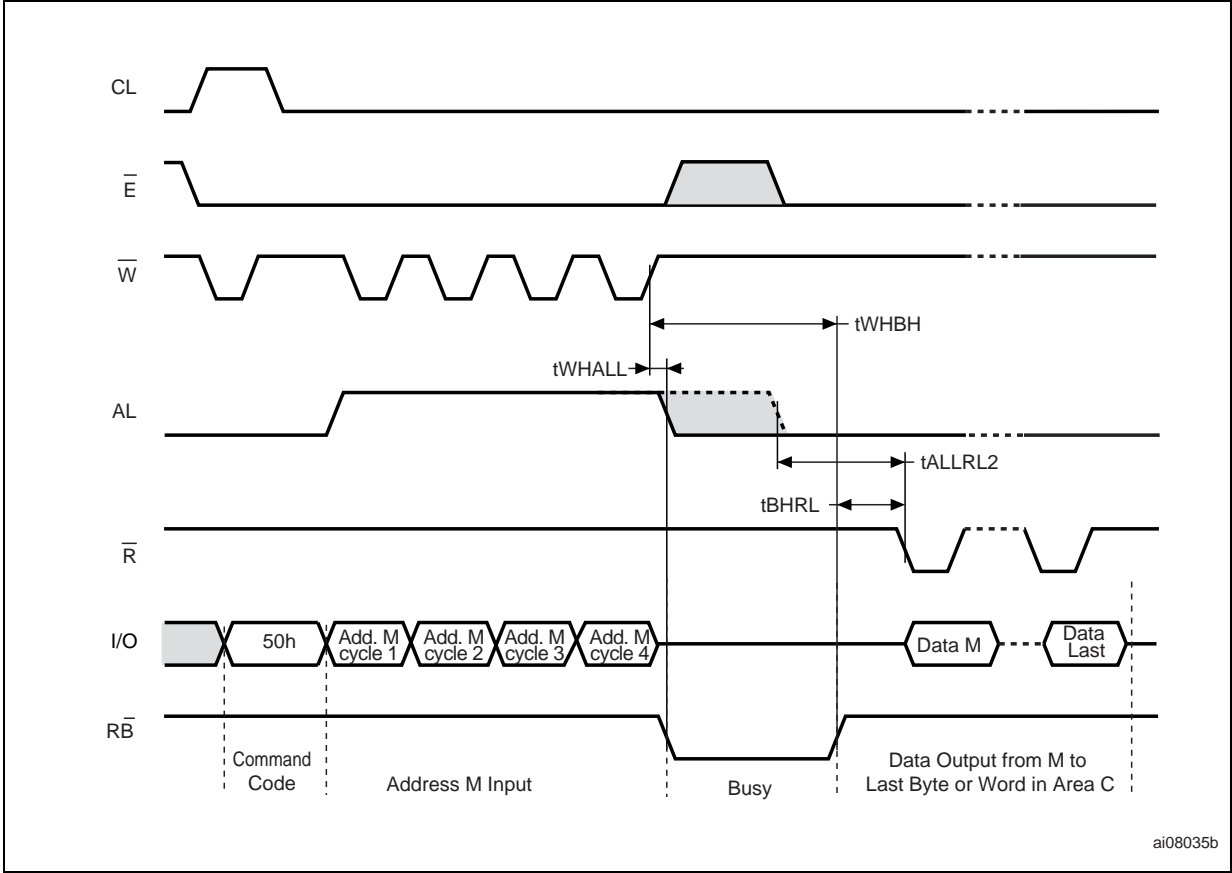 CL
E̅
W̅
tWHBH
tWHALL
AL
tALLRL2
tBHRL
R̅
I/O
50h
Add. M
cycle 1
Add. M
cycle 2
Add. M
cycle 3
Add. M
cycle 4
Data M
Data
Last
RB̅
Command
Code
Address M Input
Busy
Data Output from M to
Last Byte or Word in Area C
ai08035b